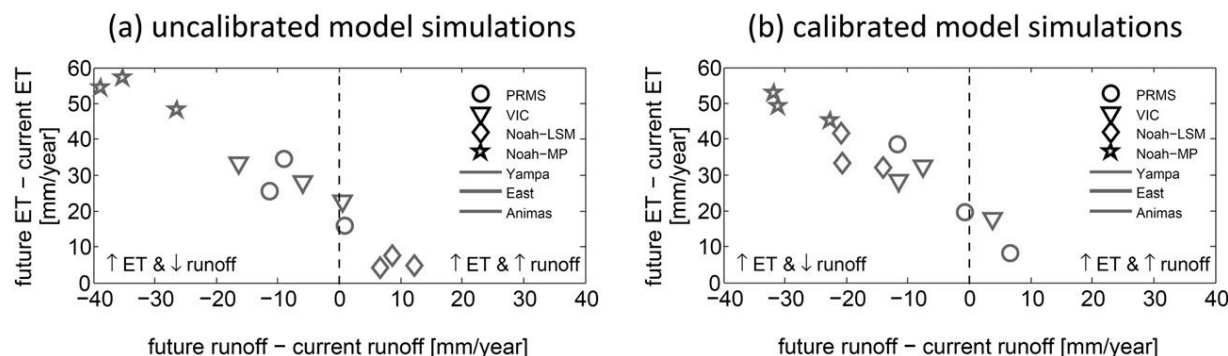 (a) uncalibrated model simulations
future ET − current ET
[mm/year]
60
50
40
30
20
10
0
PRMS
VIC
Noah−LSM
Noah−MP
Yampa
East
Animas
↑ ET & ↓ runoff
↑ ET & ↑ runoff
−40 −30 −20 −10 0 10 20 30 40
future runoff − current runoff [mm/year]
(b) calibrated model simulations
future ET − current ET
[mm/year]
60
50
40
30
20
10
0
PRMS
VIC
Noah−LSM
Noah−MP
Yampa
East
Animas
↑ ET & ↓ runoff
↑ ET & ↑ runoff
−40 −30 −20 −10 0 10 20 30 40
future runoff − current runoff [mm/year]